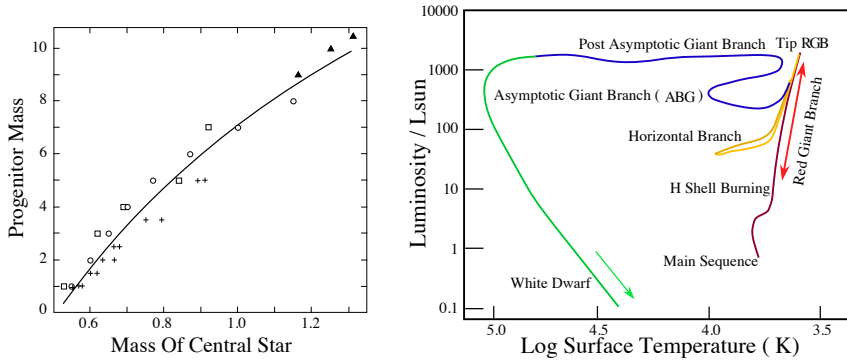 10
8
6
4
2
0
0.6
0.8
1.0
1.2
Progenitor Mass
Mass Of Central Star
10000
1000
100
10
1
0.1
5.0
4.5
4.0
3.5
Luminosity / Lsun
Log Surface Temperature ( K)
Post Asymptotic Giant Branch
Tip RGB
Asymptotic Giant Branch ( ABG )
Horizontal Branch
Red Giant Branch
H Shell Burning
Main Sequence
White Dwarf